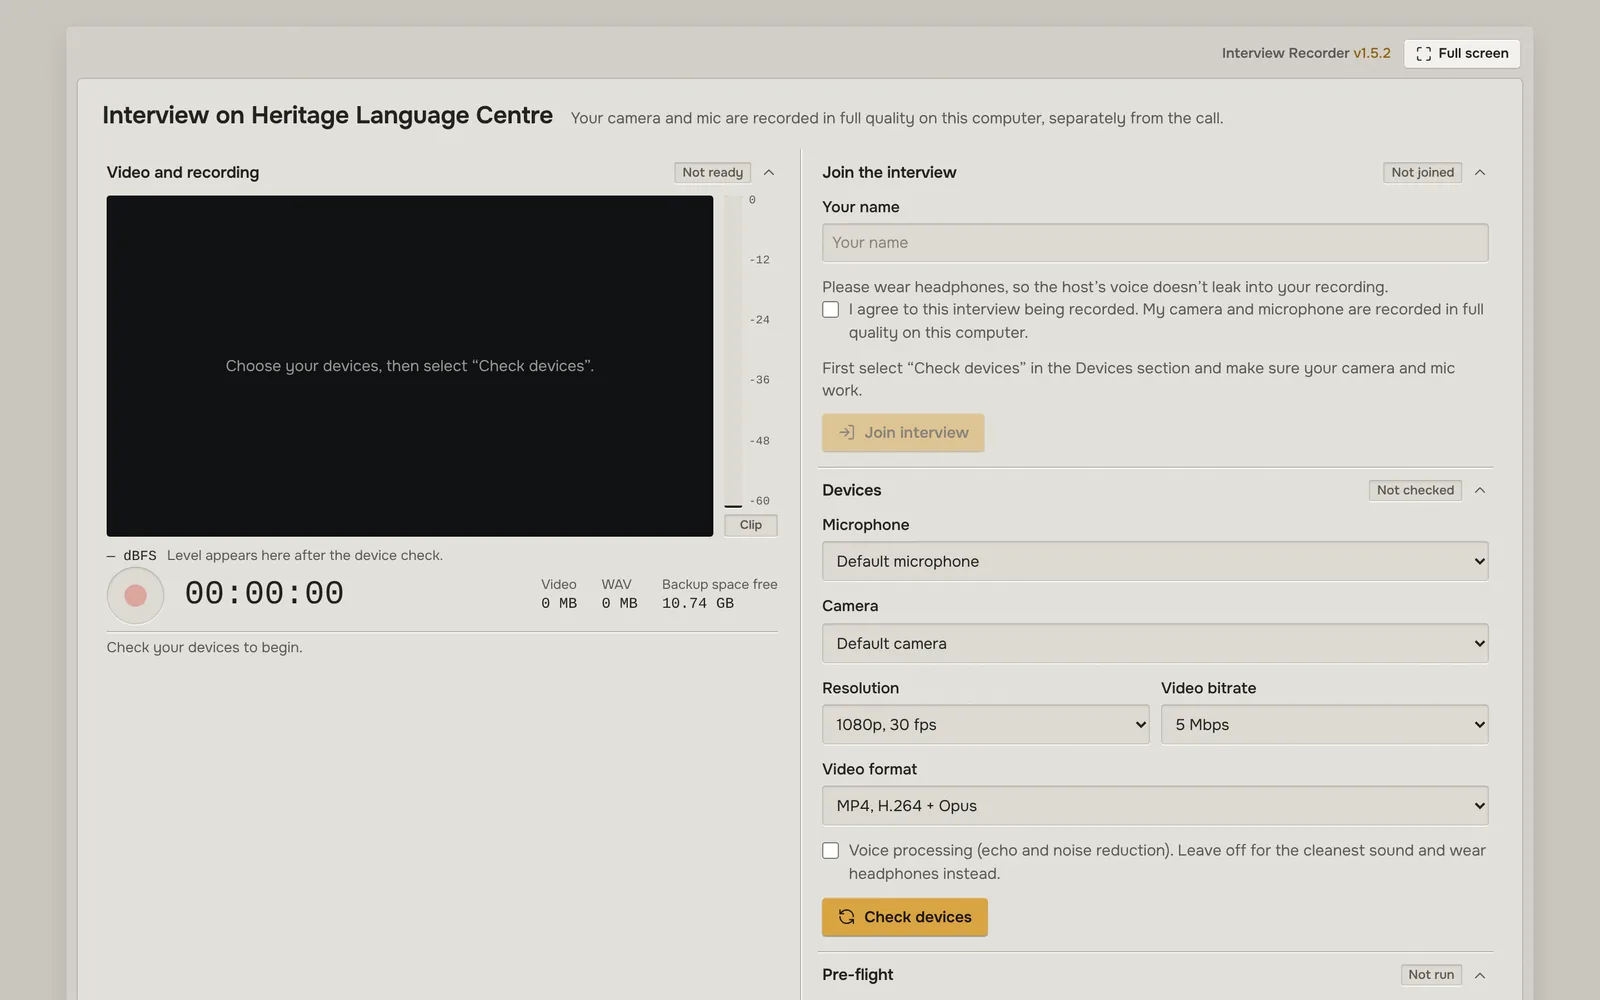 Interview Recorder v1.5.2
Full screen
Interview on Heritage Language Centre
Your camera and mic are recorded in full quality on this computer, separately from the call.
Video and recording
Not ready
Choose your devices, then select “Check devices”.
0
-12
-24
-36
-48
-60
Clip
– dBFS Level appears here after the device check.
00:00:00
Video
0 MB
WAV
0 MB
Backup space free
10.74 GB
Check your devices to begin.
Join the interview
Not joined
Your name
Your name
Please wear headphones, so the host’s voice doesn’t leak into your recording.
I agree to this interview being recorded. My camera and microphone are recorded in full
quality on this computer.
First select “Check devices” in the Devices section and make sure your camera and mic
work.
Join interview
Devices
Not checked
Microphone
Default microphone
Camera
Default camera
Resolution
1080p, 30 fps
Video bitrate
5 Mbps
Video format
MP4, H.264 + Opus
Voice processing (echo and noise reduction). Leave off for the cleanest sound and wear
headphones instead.
Check devices
Pre-flight
Not run